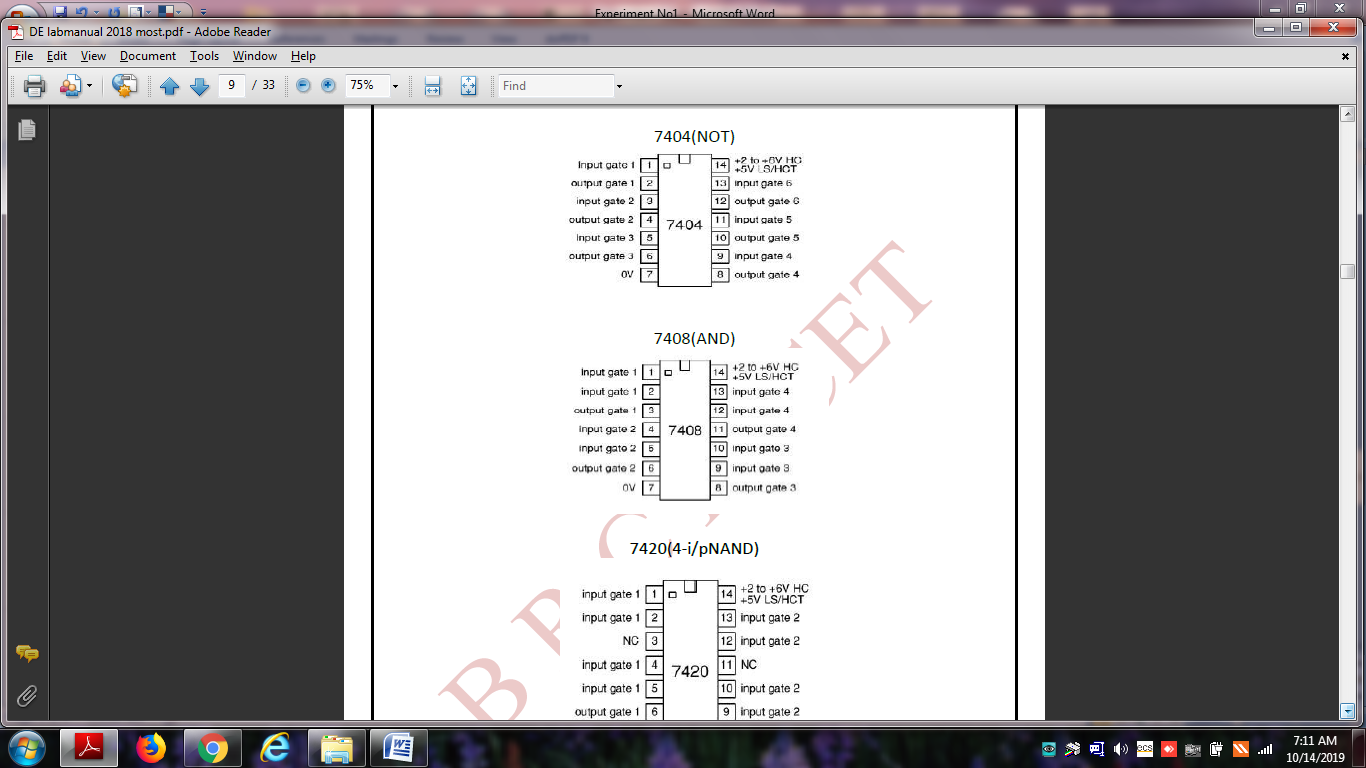 Experiment No1 - Microsoft Word
DE labmanual 2018 most.pdf - Adobe Reader
File Edit View Document Tools Window Help
9 / 33 75% Find
7404(NOT)
Input gate 1 1 14 +2 to +6V HC
+5V LS/HCT
output gate 1 2 13 input gate 6
input gate 2 3 12 output gate 6
output gate 2 4 11 input gate 5
7404
Input gate 3 5 10 output gate 5
output gate 3 6 9 input gate 4
0V 7 8 output gate 4
7408(AND)
Input gate 1 1 14 +2 to +6V HC
+5V LS/HCT
input gate 1 2 13 input gate 4
output gate 1 3 12 input gate 4
input gate 2 4 7408 11 output gate 4
input gate 2 5 10 input gate 3
output gate 2 6 9 input gate 3
0V 7 8 output gate 3
7420(4-i/pNAND)
input gate 1 1 14 +2 to +6V HC
+5V LS/HCT
input gate 1 2 13 input gate 2
NC 3 12 input gate 2
input gate 1 4 7420 11 NC
input gate 1 5 10 input gate 2
output gate 1 6 9 input gate 2
7:11 AM
10/14/2019